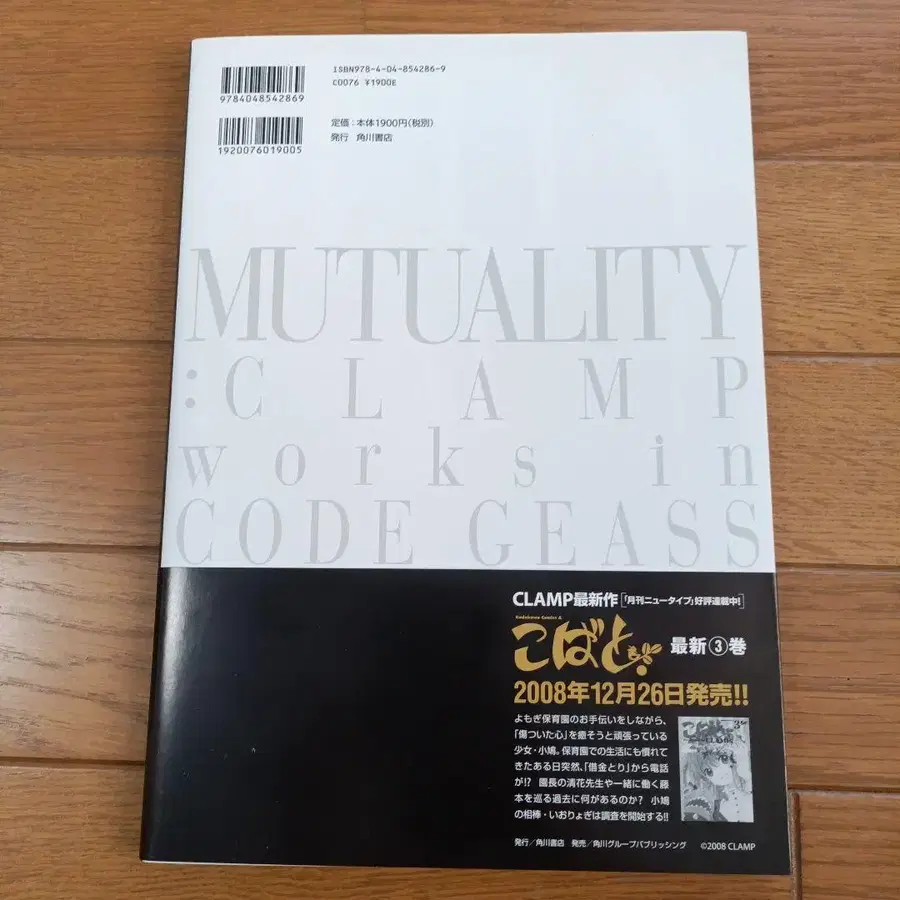 ISBN978-4-04-854286-9
C0076 ¥1900E
9784048542869
定価:本体1900円(税別)
発行 角川書店
1920076019005
MUTUALITY
:CLAMP
works in
CODE GEASS
CLAMP最新作[「月刊ニュータイプ」好評連載中!]
Kadokawa Comics A
こばと。 最新③巻
2008年12月26日発売!!
よもぎ保育園のお手伝いをしながら、
「傷ついた心」を癒そうと頑張っている
少女・小鳩。保育園での生活にも慣れて
きたある日突然、「借金とり」から電話
が!? 園長の清花先生や一緒に働く藤
本を巡る過去に何があるのか? 小鳩
の相棒・いおりょぎは調査を開始する!!
こばと。
3
発行/角川書店 発売/角川グループパブリッシング
©2008 CLAMP